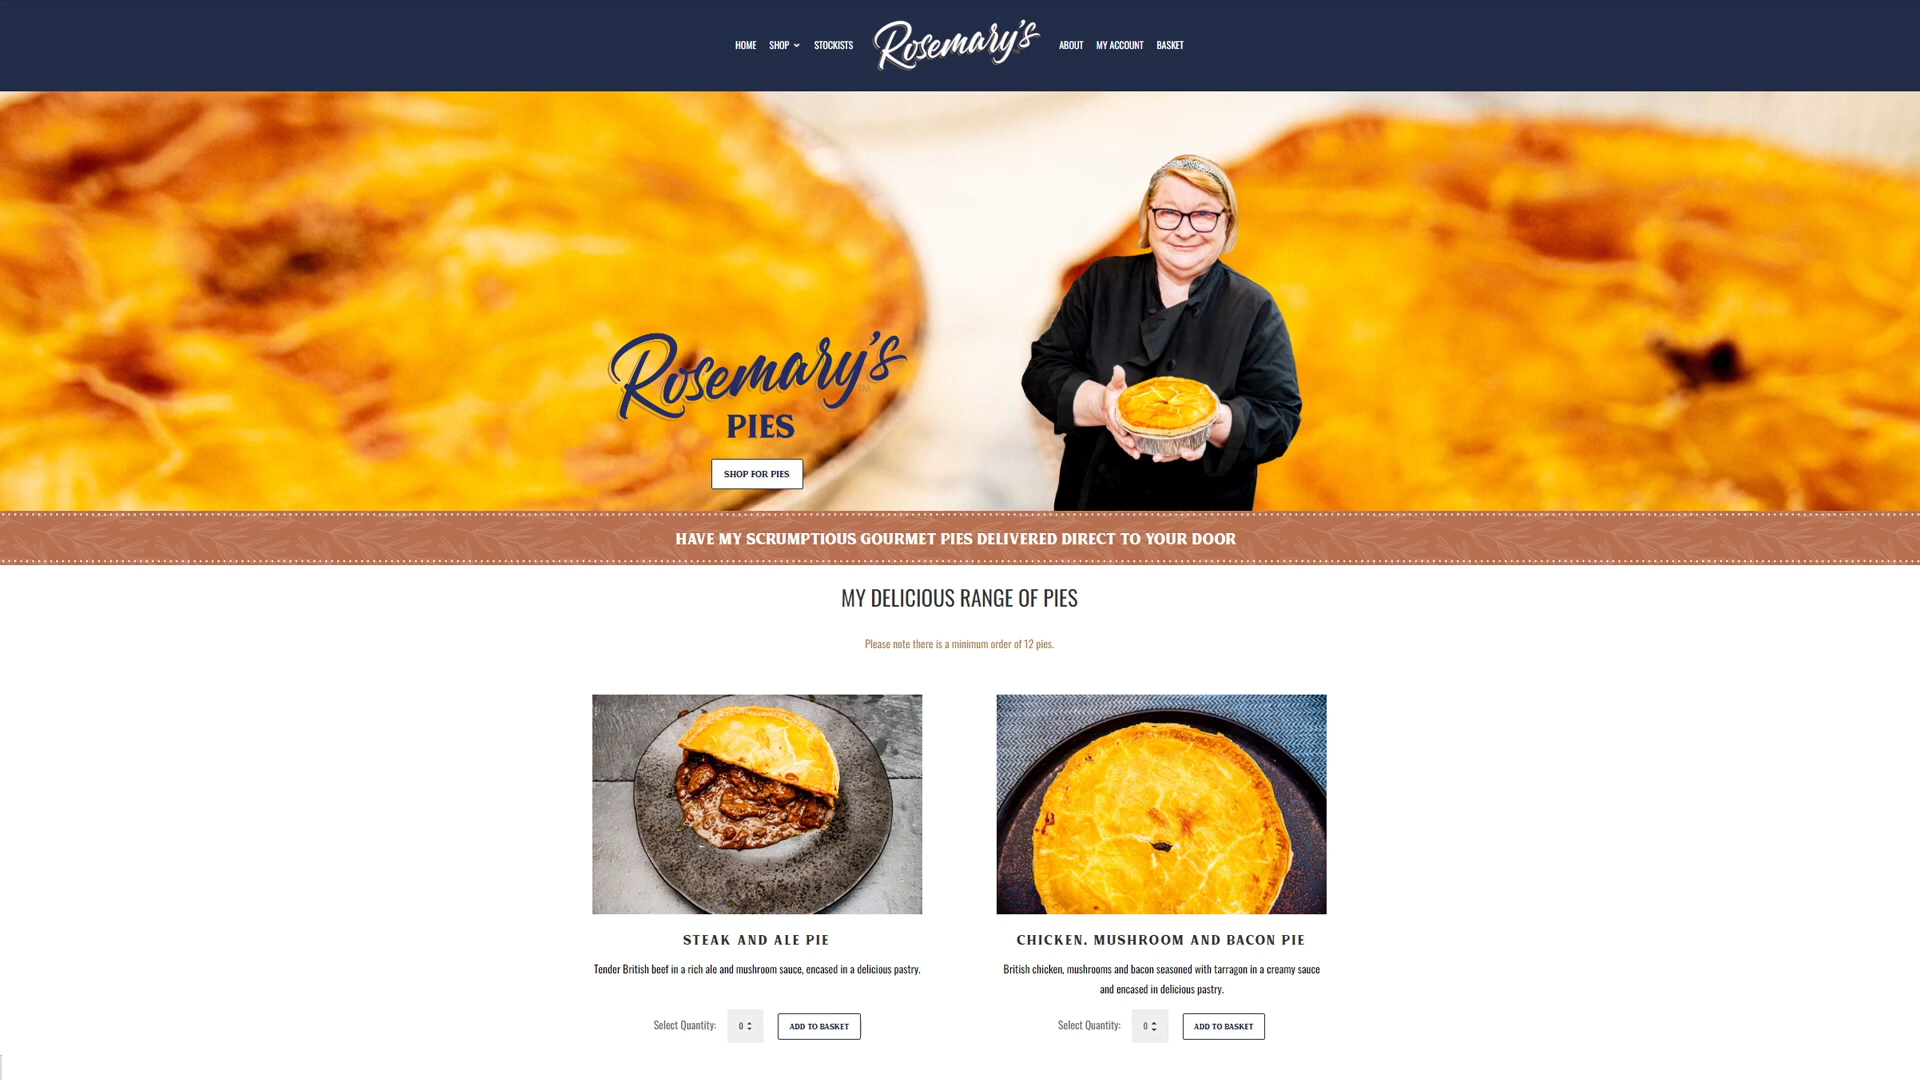 HOME SHOP STOCKISTS Rosemary's ABOUT MY ACCOUNT BASKET
Rosemary's TM
PIES
SHOP FOR PIES
HAVE MY SCRUMPTIOUS GOURMET PIES DELIVERED DIRECT TO YOUR DOOR
MY DELICIOUS RANGE OF PIES
Please note there is a minimum order of 12 pies.
STEAK AND ALE PIE
Tender British beef in a rich ale and mushroom sauce, encased in a delicious pastry.
Select Quantity: 0 ADD TO BASKET
CHICKEN, MUSHROOM AND BACON PIE
British chicken, mushrooms and bacon seasoned with tarragon in a creamy sauce
and encased in delicious pastry.
Select Quantity: 0 ADD TO BASKET